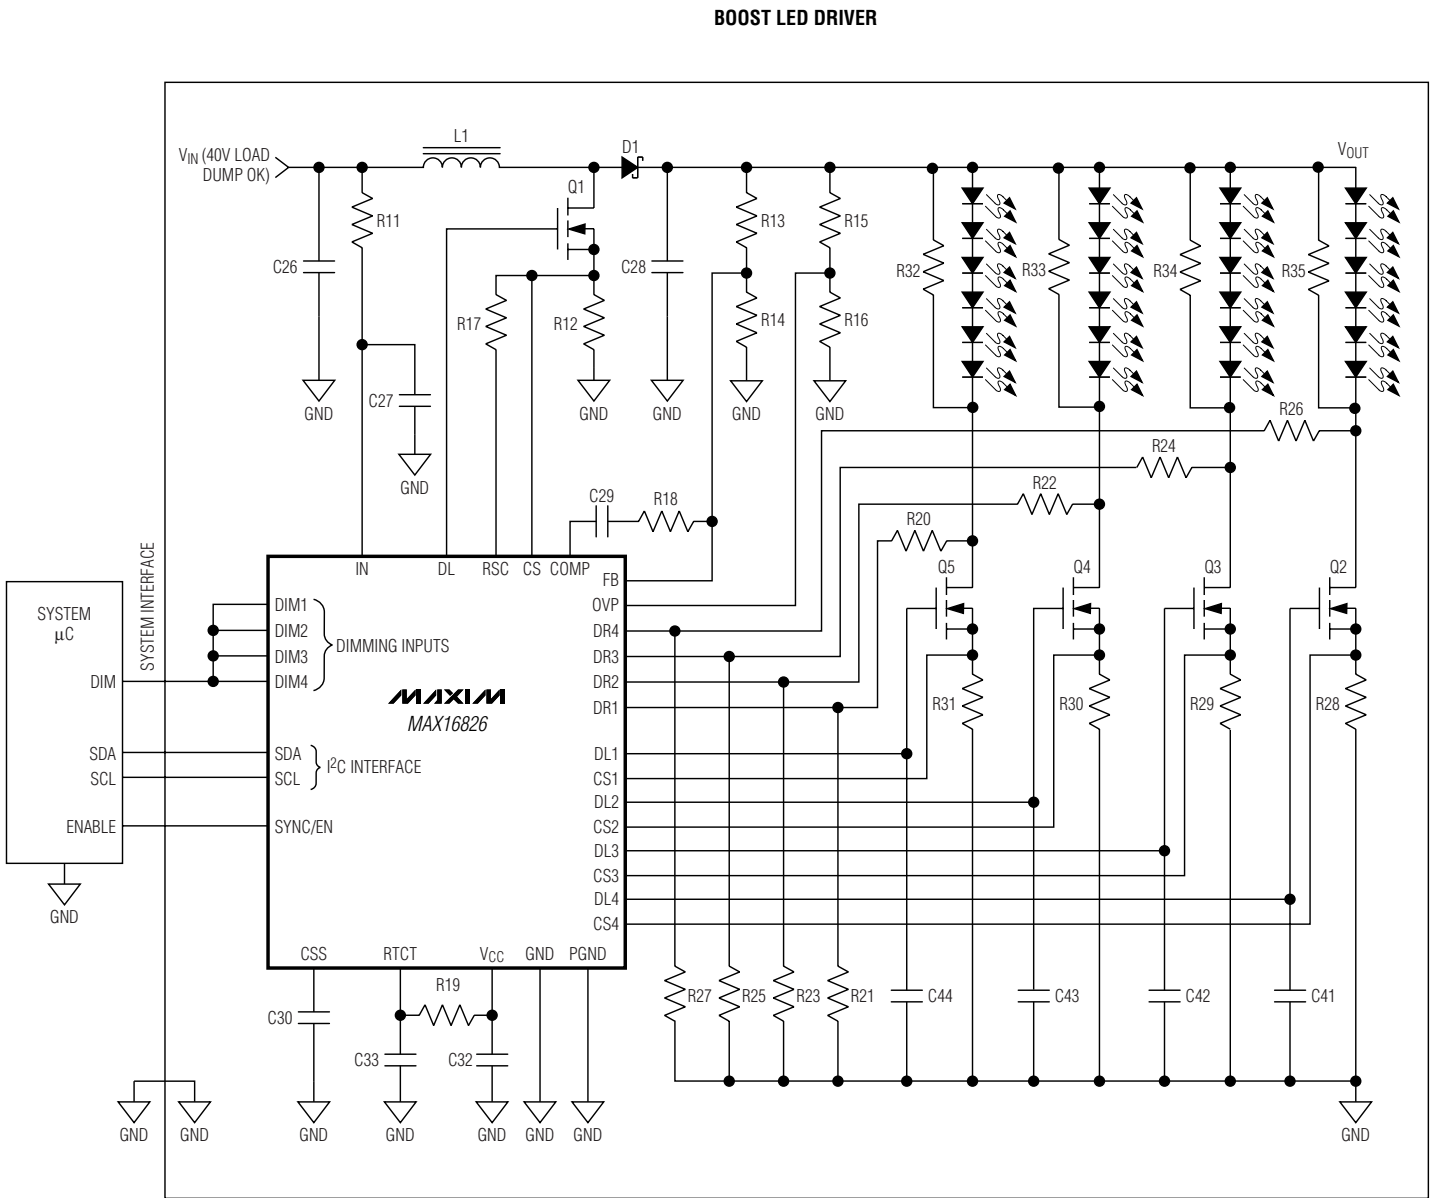 BOOST LED DRIVER
L1
D1
VIN (40V LOAD
DUMP OK)
VOUT
Q1
R11
R13
R15
C26
C28
R32
R33
R34
R35
R17
R12
R14
R16
C27
GND
GND
GND
GND
GND
GND
R26
R24
R22
R20
C29
R18
SYSTEM INTERFACE
IN
DL
RSC
CS
COMP
FB
OVP
DR4
DR3
DR2
DR1
DL1
CS1
DL2
CS2
DL3
CS3
DL4
CS4
Q5
Q4
Q3
Q2
SYSTEM
µC
DIM
SDA
SCL
ENABLE
GND
DIM1
DIM2
DIM3
DIM4
DIMMING INPUTS
MAXIM
MAX16826
SDA
SCL
I2C INTERFACE
SYNC/EN
R31
R30
R29
R28
CSS
RTCT
VCC
GND
PGND
R19
C30
C33
C32
R27
R25
R23
R21
C44
C43
C42
C41
GND
GND
GND
GND
GND
GND
GND
GND